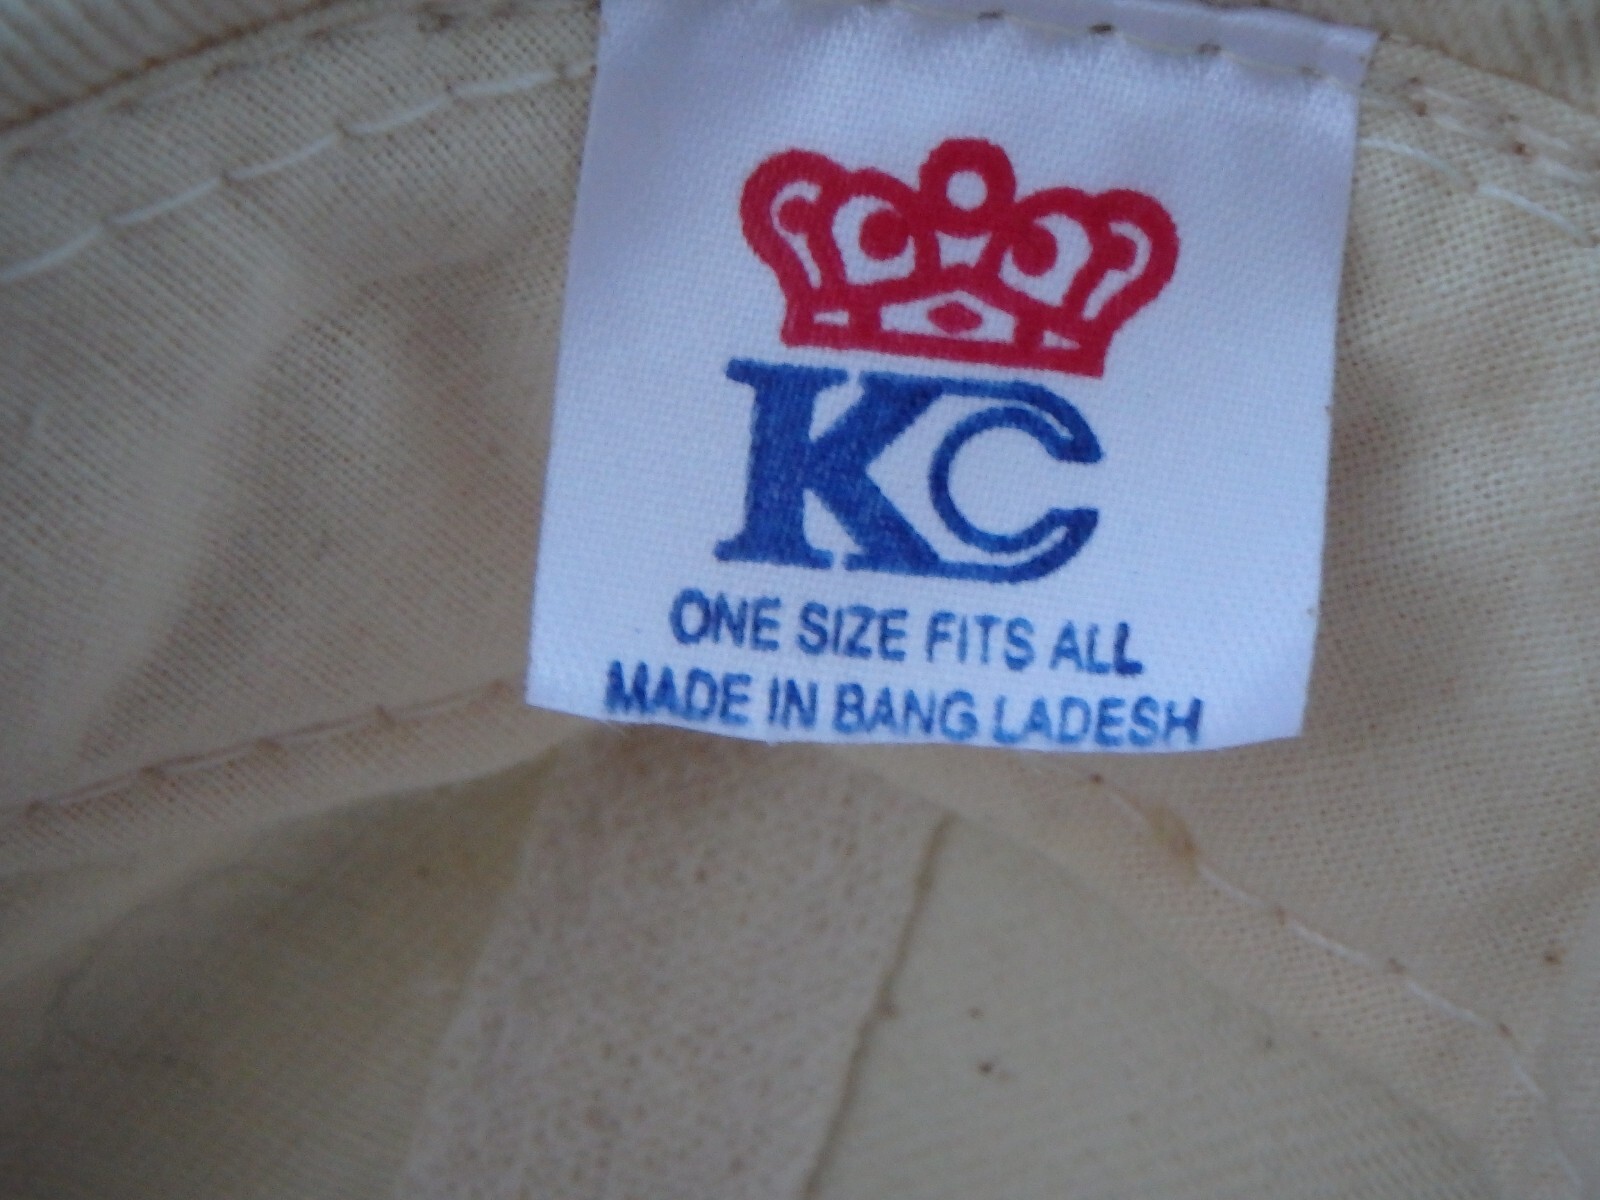 KC
ONE SIZE FITS ALL
MADE IN BANG LADESH